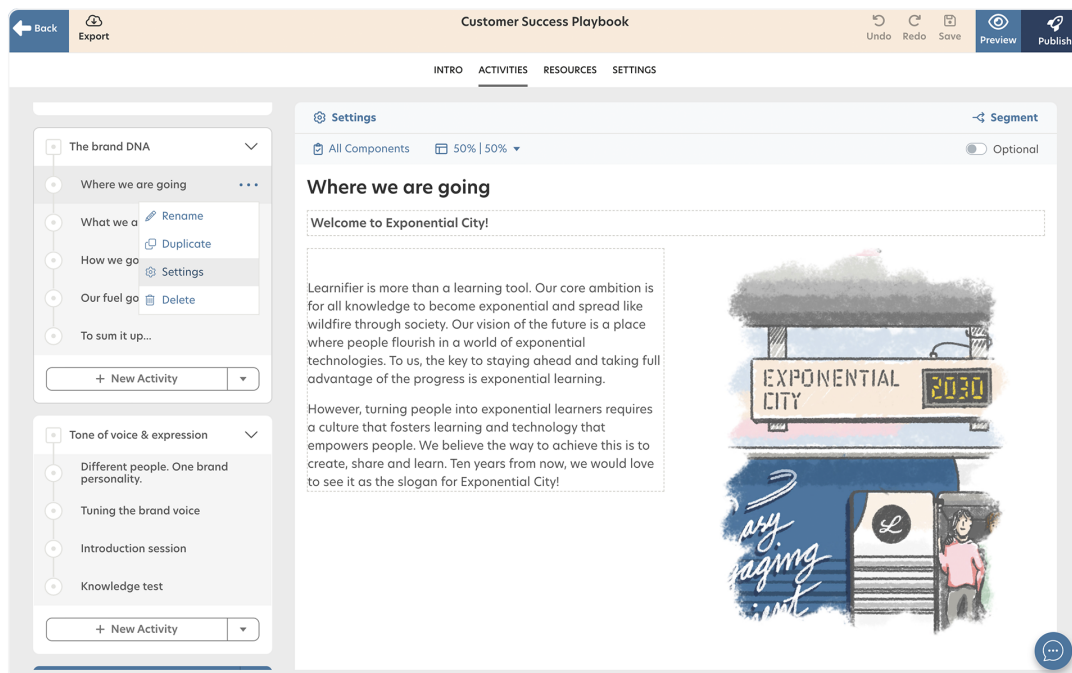 Back
Export
Customer Success Playbook
Undo
Redo
Save
Preview
Publish
INTRO
ACTIVITIES
RESOURCES
SETTINGS
The brand DNA
Where we are going
What we a
How we go
Our fuel go
To sum it up...
Rename
Duplicate
Settings
Delete
+ New Activity
Tone of voice & expression
Different people. One brand
personality.
Tuning the brand voice
Introduction session
Knowledge test
+ New Activity
Settings
Segment
All Components
50% | 50%
Optional
Where we are going
Welcome to Exponential City!
Learnifier is more than a learning tool. Our core ambition is
for all knowledge to become exponential and spread like
wildfire through society. Our vision of the future is a place
where people flourish in a world of exponential
technologies. To us, the key to staying ahead and taking full
advantage of the progress is exponential learning.
However, turning people into exponential learners requires
a culture that fosters learning and technology that
empowers people. We believe the way to achieve this is to
create, share and learn. Ten years from now, we would love
to see it as the slogan for Exponential City!
EXPONENTIAL
CITY
2030
L